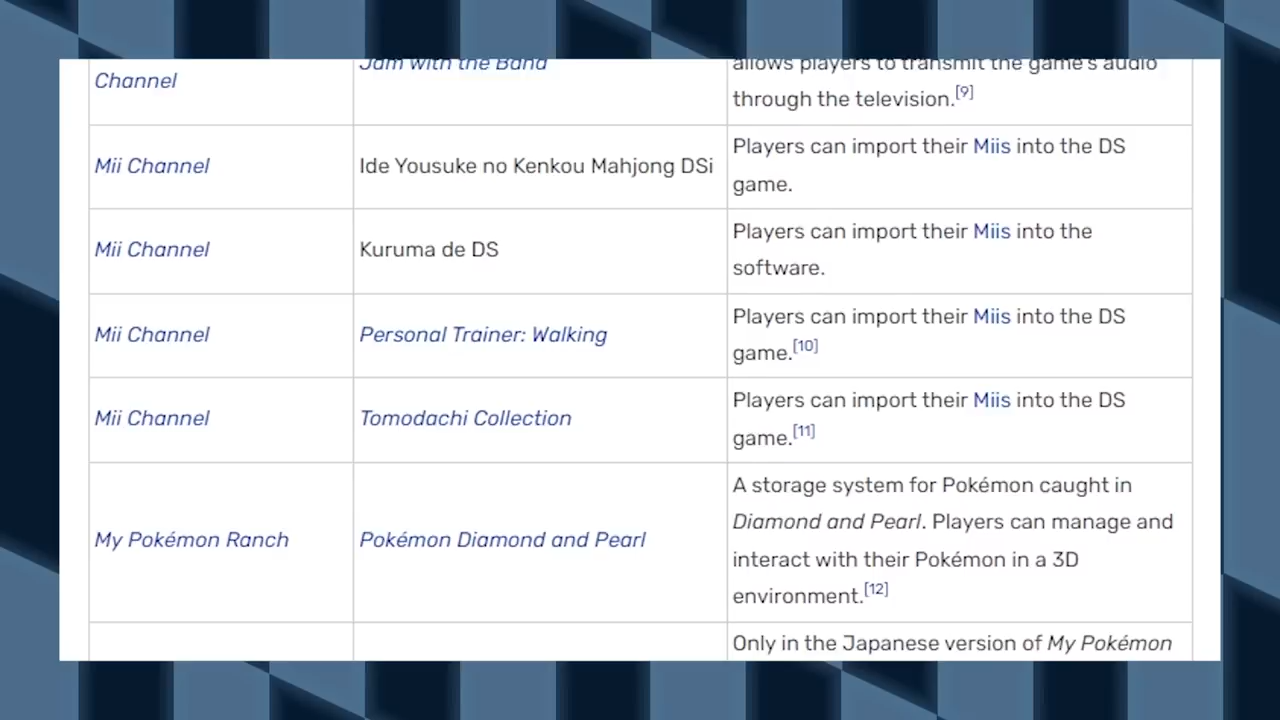 Channel
Jam with the Band
allows players to transmit the game's audio
through the television.[9]
Mii Channel
Ide Yousuke no Kenkou Mahjong DSi
Players can import their Miis into the DS
game.
Mii Channel
Kuruma de DS
Players can import their Miis into the
software.
Mii Channel
Personal Trainer: Walking
Players can import their Miis into the DS
game.[10]
Mii Channel
Tomodachi Collection
Players can import their Miis into the DS
game.[11]
My Pokémon Ranch
Pokémon Diamond and Pearl
A storage system for Pokémon caught in
Diamond and Pearl. Players can manage and
interact with their Pokémon in a 3D
environment.[12]
Only in the Japanese version of My Pokémon